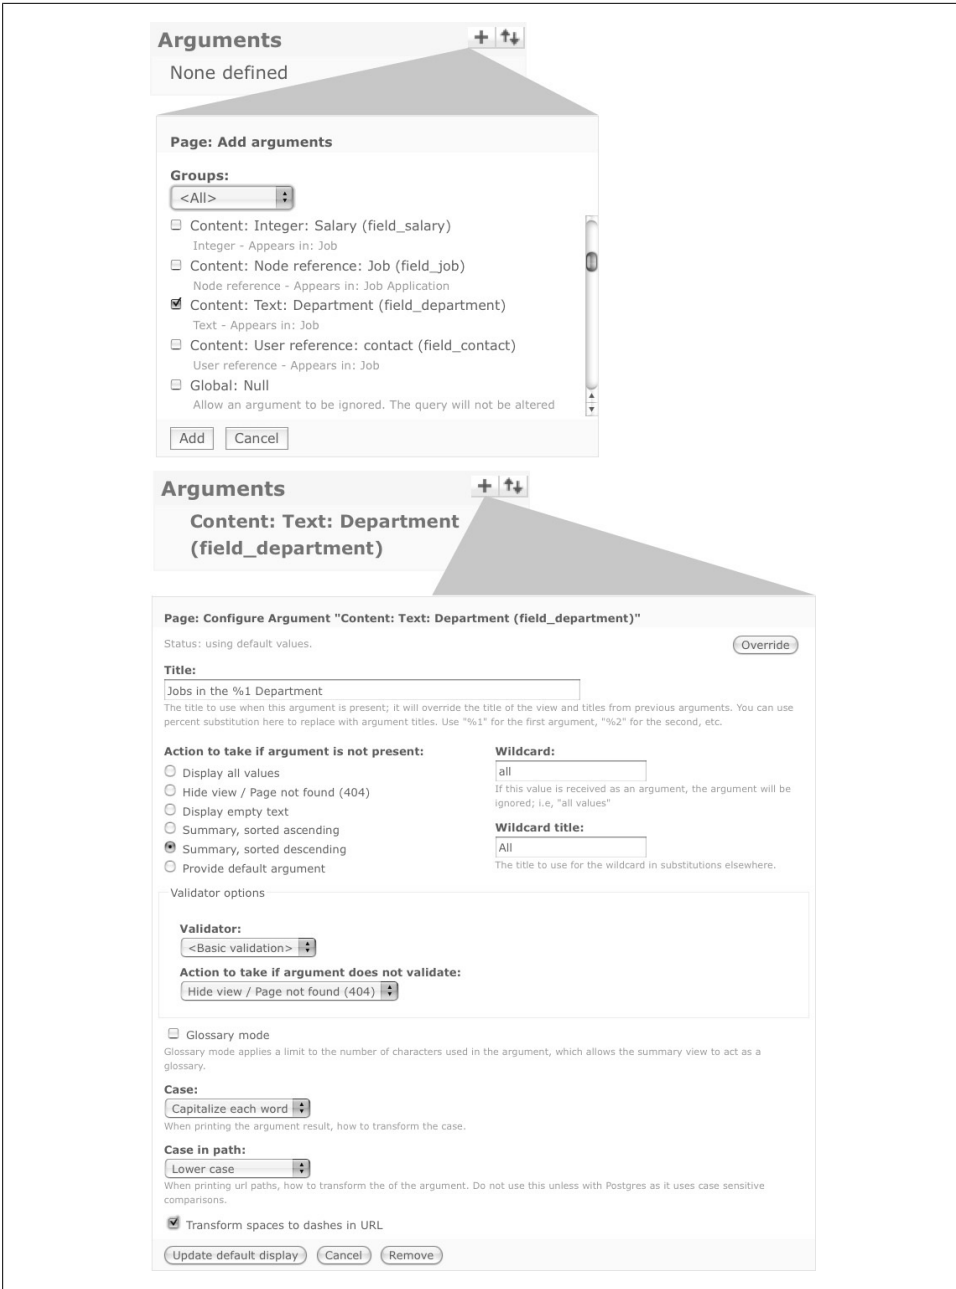 Arguments
None defined
Page: Add arguments
Groups:
<All>
Content: Integer: Salary (field_salary)
Integer - Appears in: Job
Content: Node reference: Job (field_job)
Node reference - Appears in: Job Application
Content: Text: Department (field_department)
Text - Appears in: Job
Content: User reference: contact (field_contact)
User reference - Appears in: Job
Global: Null
Allow an argument to be ignored. The query will not be altered
Add Cancel
Arguments
Content: Text: Department
(field_department)
Page: Configure Argument "Content: Text: Department (field_department)"
Status: using default values.
Override
Title:
Jobs in the %1 Department
The title to use when this argument is present; it will override the title of the view and titles from previous arguments. You can use
percent substitution here to replace with argument titles. Use "%1" for the first argument, "%2" for the second, etc.
Action to take if argument is not present:
Display all values
Hide view / Page not found (404)
Display empty text
Summary, sorted ascending
Summary, sorted descending
Provide default argument
Wildcard:
all
If this value is received as an argument, the argument will be
ignored; i.e, "all values"
Wildcard title:
All
The title to use for the wildcard in substitutions elsewhere.
Validator options
Validator:
<Basic validation>
Action to take if argument does not validate:
Hide view / Page not found (404)
Glossary mode
Glossary mode applies a limit to the number of characters used in the argument, which allows the summary view to act as a
glossary.
Case:
Capitalize each word
When printing the argument result, how to transform the case.
Case in path:
Lower case
When printing url paths, how to transform the of the argument. Do not use this unless with Postgres as it uses case sensitive
comparisons.
Transform spaces to dashes in URL
Update default display Cancel Remove